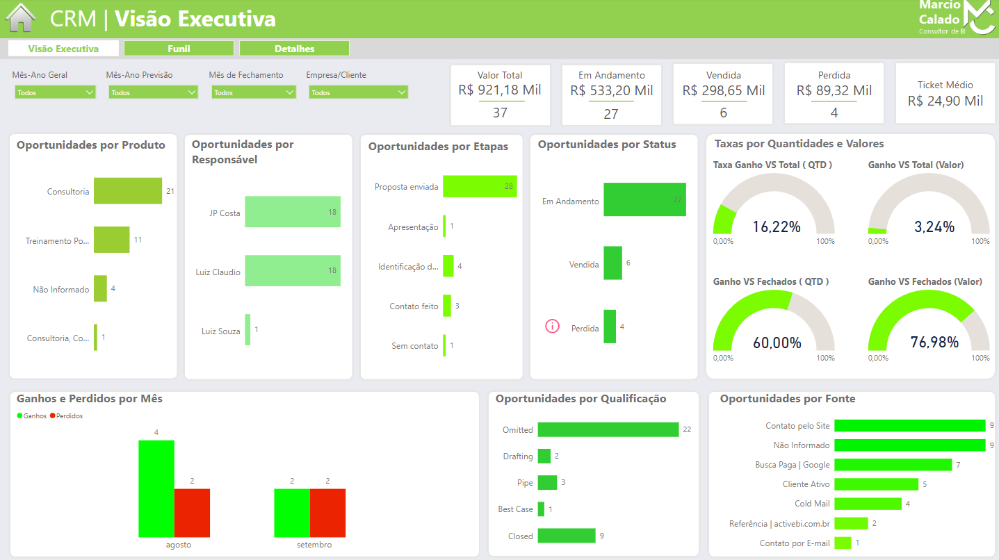 CRM | Visão Executiva
Marcio
Calado
Consultor de BI
MC
Visão Executiva
Funil
Detalhes
Mês-Ano Geral
Todos
Mês-Ano Previsão
Todos
Mês de Fechamento
Todos
Empresa/Cliente
Todos
Valor Total
R$ 921,18 Mil
37
Em Andamento
R$ 533,20 Mil
27
Vendida
R$ 298,65 Mil
6
Perdida
R$ 89,32 Mil
4
Ticket Médio
R$ 24,90 Mil
Oportunidades por Produto
Consultoria 21
Treinamento Po... 11
Não Informado 4
Consultoria, Co... 1
Oportunidades por
Responsável
JP Costa 18
Luiz Claudio 18
Luiz Souza 1
Oportunidades por Etapas
Proposta enviada 28
Apresentação 1
Identificação d... 4
Contato feito 3
Sem contato 1
Oportunidades por Status
Em Andamento 27
Vendida 6
Perdida 4
Taxas por Quantidades e Valores
Taxa Ganho VS Total ( QTD )
16,22%
0,00% 100%
Ganho VS Total (Valor)
3,24%
0,00% 100%
Ganho VS Fechados ( QTD )
60,00%
0,00% 100%
Ganho VS Fechados (Valor)
76,98%
0,00% 100%
Ganhos e Perdidos por Mês
Ganhos Perdidos
4 2 2 2
agosto setembro
Oportunidades por Qualificação
Omitted 22
Drafting 2
Pipe 3
Best Case 1
Closed 9
Oportunidades por Fonte
Contato pelo Site 9
Não Informado 9
Busca Paga | Google 7
Cliente Ativo 5
Cold Mail 4
Referência | activebi.com.br 2
Contato por E-mail 1